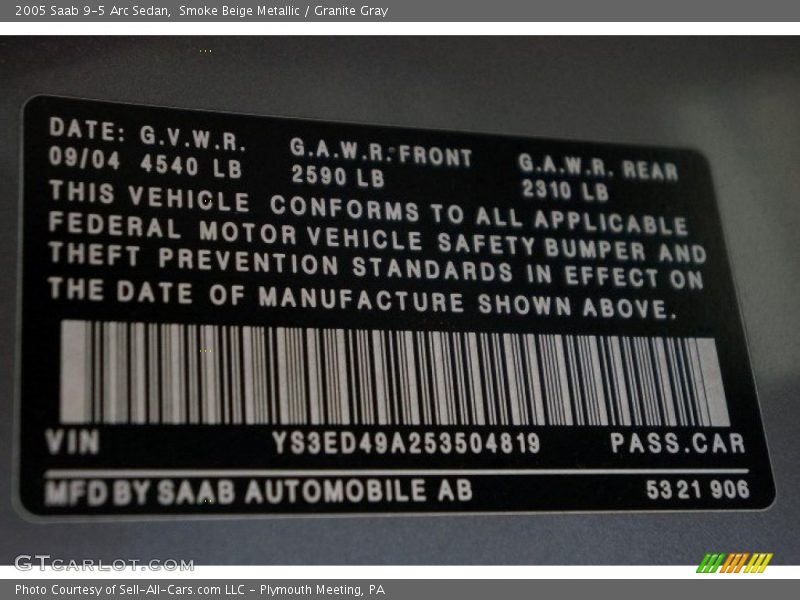 2005 Saab 9-5 Arc Sedan,  Smoke Beige Metallic / Granite Gray
DATE: G.V.W.R. G.A.W.R. FRONT G.A.W.R. REAR
09/04 4540 LB 2590 LB 2310 LB
THIS VEHICLE CONFORMS TO ALL APPLICABLE
FEDERAL MOTOR VEHICLE SAFETY BUMPER AND
THEFT PREVENTION STANDARDS IN EFFECT ON
THE DATE OF MANUFACTURE SHOWN ABOVE.
VIN YS3ED49A253504819 PASS.CAR
MFD BY SAAB AUTOMOBILE AB 53 21 906
GTcarlot.com
Photo Courtesy of Sell-All-Cars.com LLC - Plymouth Meeting, PA